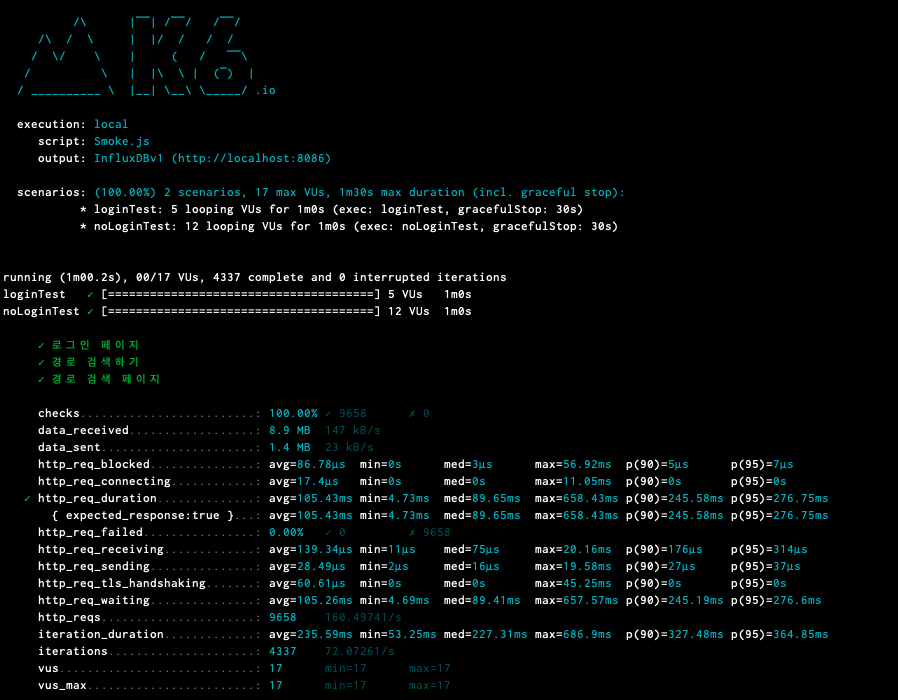 /\ |‾‾| /‾‾/ /‾‾/
/\ / \ | |/ / / /
/ \/ \ | ( / ‾‾\
/ \ | |\ \ | (‾) |
/ __________ \ |__| \__\ \_____/ .io
execution: local
script: Smoke.js
output: InfluxDBv1 (http://localhost:8086)
scenarios: (100.00%) 2 scenarios, 17 max VUs, 1m30s max duration (incl. graceful stop):
* loginTest: 5 looping VUs for 1m0s (exec: loginTest, gracefulStop: 30s)
* noLoginTest: 12 looping VUs for 1m0s (exec: noLoginTest, gracefulStop: 30s)
running (1m00.2s), 00/17 VUs, 4337 complete and 0 interrupted iterations
loginTest ✓ [======================================] 5 VUs 1m0s
noLoginTest ✓ [======================================] 12 VUs 1m0s
✓ 로그인 페이지
✓ 경로 검색하기
✓ 경로 검색 페이지
checks.........................: 100.00% ✓ 9658 ✗ 0
data_received..................: 8.9 MB 147 kB/s
data_sent......................: 1.4 MB 23 kB/s
http_req_blocked...............: avg=86.78µs min=0s med=3µs max=56.92ms p(90)=5µs p(95)=7µs
http_req_connecting............: avg=17.4µs min=0s med=0s max=11.05ms p(90)=0s p(95)=0s
✓ http_req_duration..............: avg=105.43ms min=4.73ms med=89.65ms max=658.43ms p(90)=245.58ms p(95)=276.75ms
{ expected_response:true }...: avg=105.43ms min=4.73ms med=89.65ms max=658.43ms p(90)=245.58ms p(95)=276.75ms
http_req_failed................: 0.00% ✓ 0 ✗ 9658
http_req_receiving.............: avg=139.34µs min=11µs med=75µs max=20.16ms p(90)=176µs p(95)=314µs
http_req_sending...............: avg=28.49µs min=2µs med=16µs max=19.58ms p(90)=27µs p(95)=37µs
http_req_tls_handshaking.......: avg=60.61µs min=0s med=0s max=45.25ms p(90)=0s p(95)=0s
http_req_waiting...............: avg=105.26ms min=4.69ms med=89.41ms max=657.57ms p(90)=245.19ms p(95)=276.6ms
http_reqs......................: 9658 160.49741/s
iteration_duration.............: avg=235.59ms min=53.25ms med=227.31ms max=686.9ms p(90)=327.48ms p(95)=364.85ms
iterations.....................: 4337 72.07261/s
vus............................: 17 min=17 max=17
vus_max........................: 17 min=17 max=17